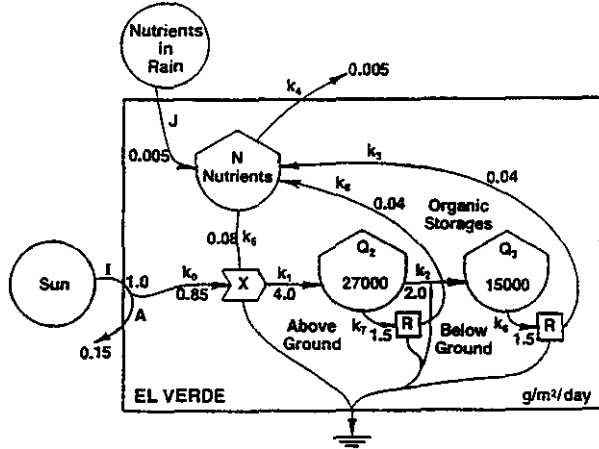 Nutrients
in
Rain
0.005
k4
J
0.005
N
Nutrients
k3
0.04
k8
0.04
Organic
Storages
0.08
k6
Sun
I
1.0
A
0.15
k0
0.85
X
k1
4.0
Q2
27000
k2
2.0
Q3
15000
Above
Ground
k7
1.5
R
Below
Ground
k6
1.5
R
EL VERDE
g/m²/day